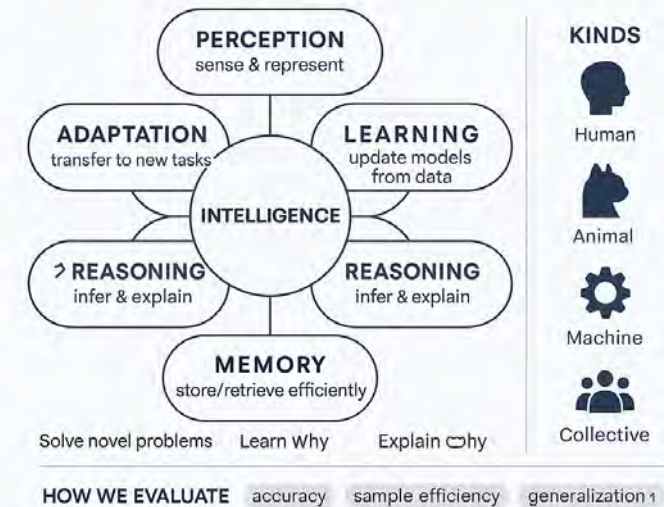 PERCEPTION
sense & represent
ADAPTATION
transfer to new tasks
LEARNING
update models
from data
INTELLIGENCE
REASONING
infer & explain
REASONING
infer & explain
MEMORY
store/retrieve efficiently
Solve novel problems
Learn Why
Explain
KINDS
Human
Animal
Machine
Collective
HOW WE EVALUATE
accuracy
sample efficiency
generalization 1